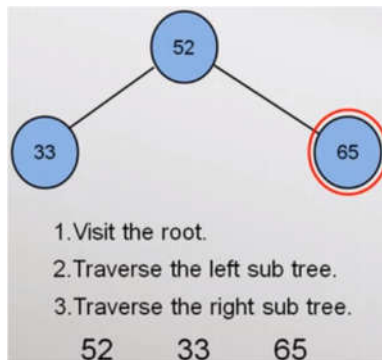 52
33 65
1.Visit the root.
2.Traverse the left sub tree.
3.Traverse the right sub tree.
52 33 65